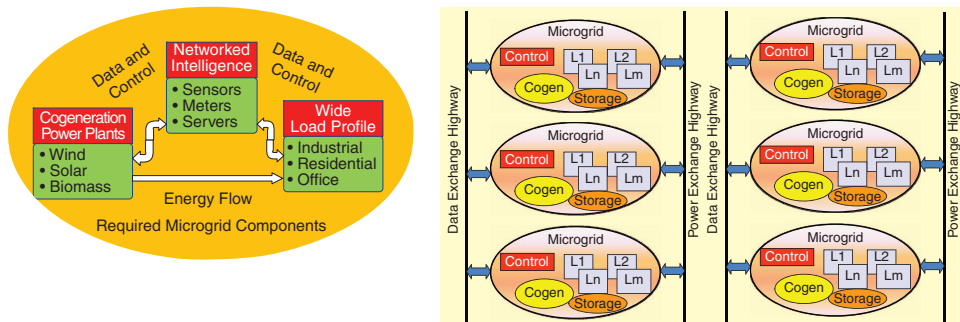 Data and
Control
Networked
Intelligence
• Sensors
• Meters
• Servers
Data and
Control
Cogeneration
Power Plants
• Wind
• Solar
• Biomass
Wide
Load Profile
• Industrial
• Residential
• Office
Energy Flow
Required Microgrid Components
Data Exchange Highway
Microgrid
Control
L1
L2
Ln
Lm
Cogen
Storage
Microgrid
Control
L1
L2
Ln
Lm
Cogen
Storage
Microgrid
Control
L1
L2
Ln
Lm
Cogen
Storage
Power Exchange Highway
Data Exchange Highway
Microgrid
Control
L1
L2
Ln
Lm
Cogen
Storage
Microgrid
Control
L1
L2
Ln
Lm
Cogen
Storage
Microgrid
Control
L1
L2
Ln
Lm
Cogen
Storage
Power Exchange Highway